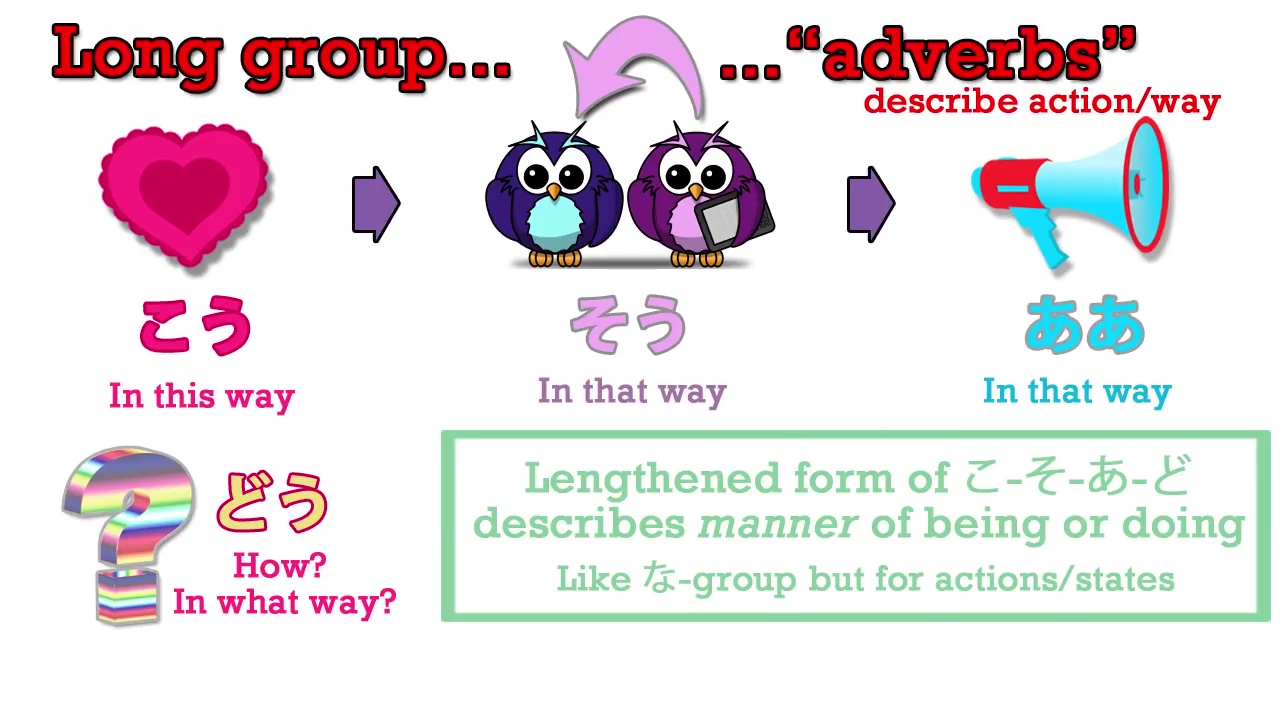 Long group... ..."adverbs"
describe action/way
こう そう ああ
In this way In that way In that way
どう
How?
In what way?
Lengthened form of こ-そ-あ-ど
describes manner of being or doing
Like な-group but for actions/states